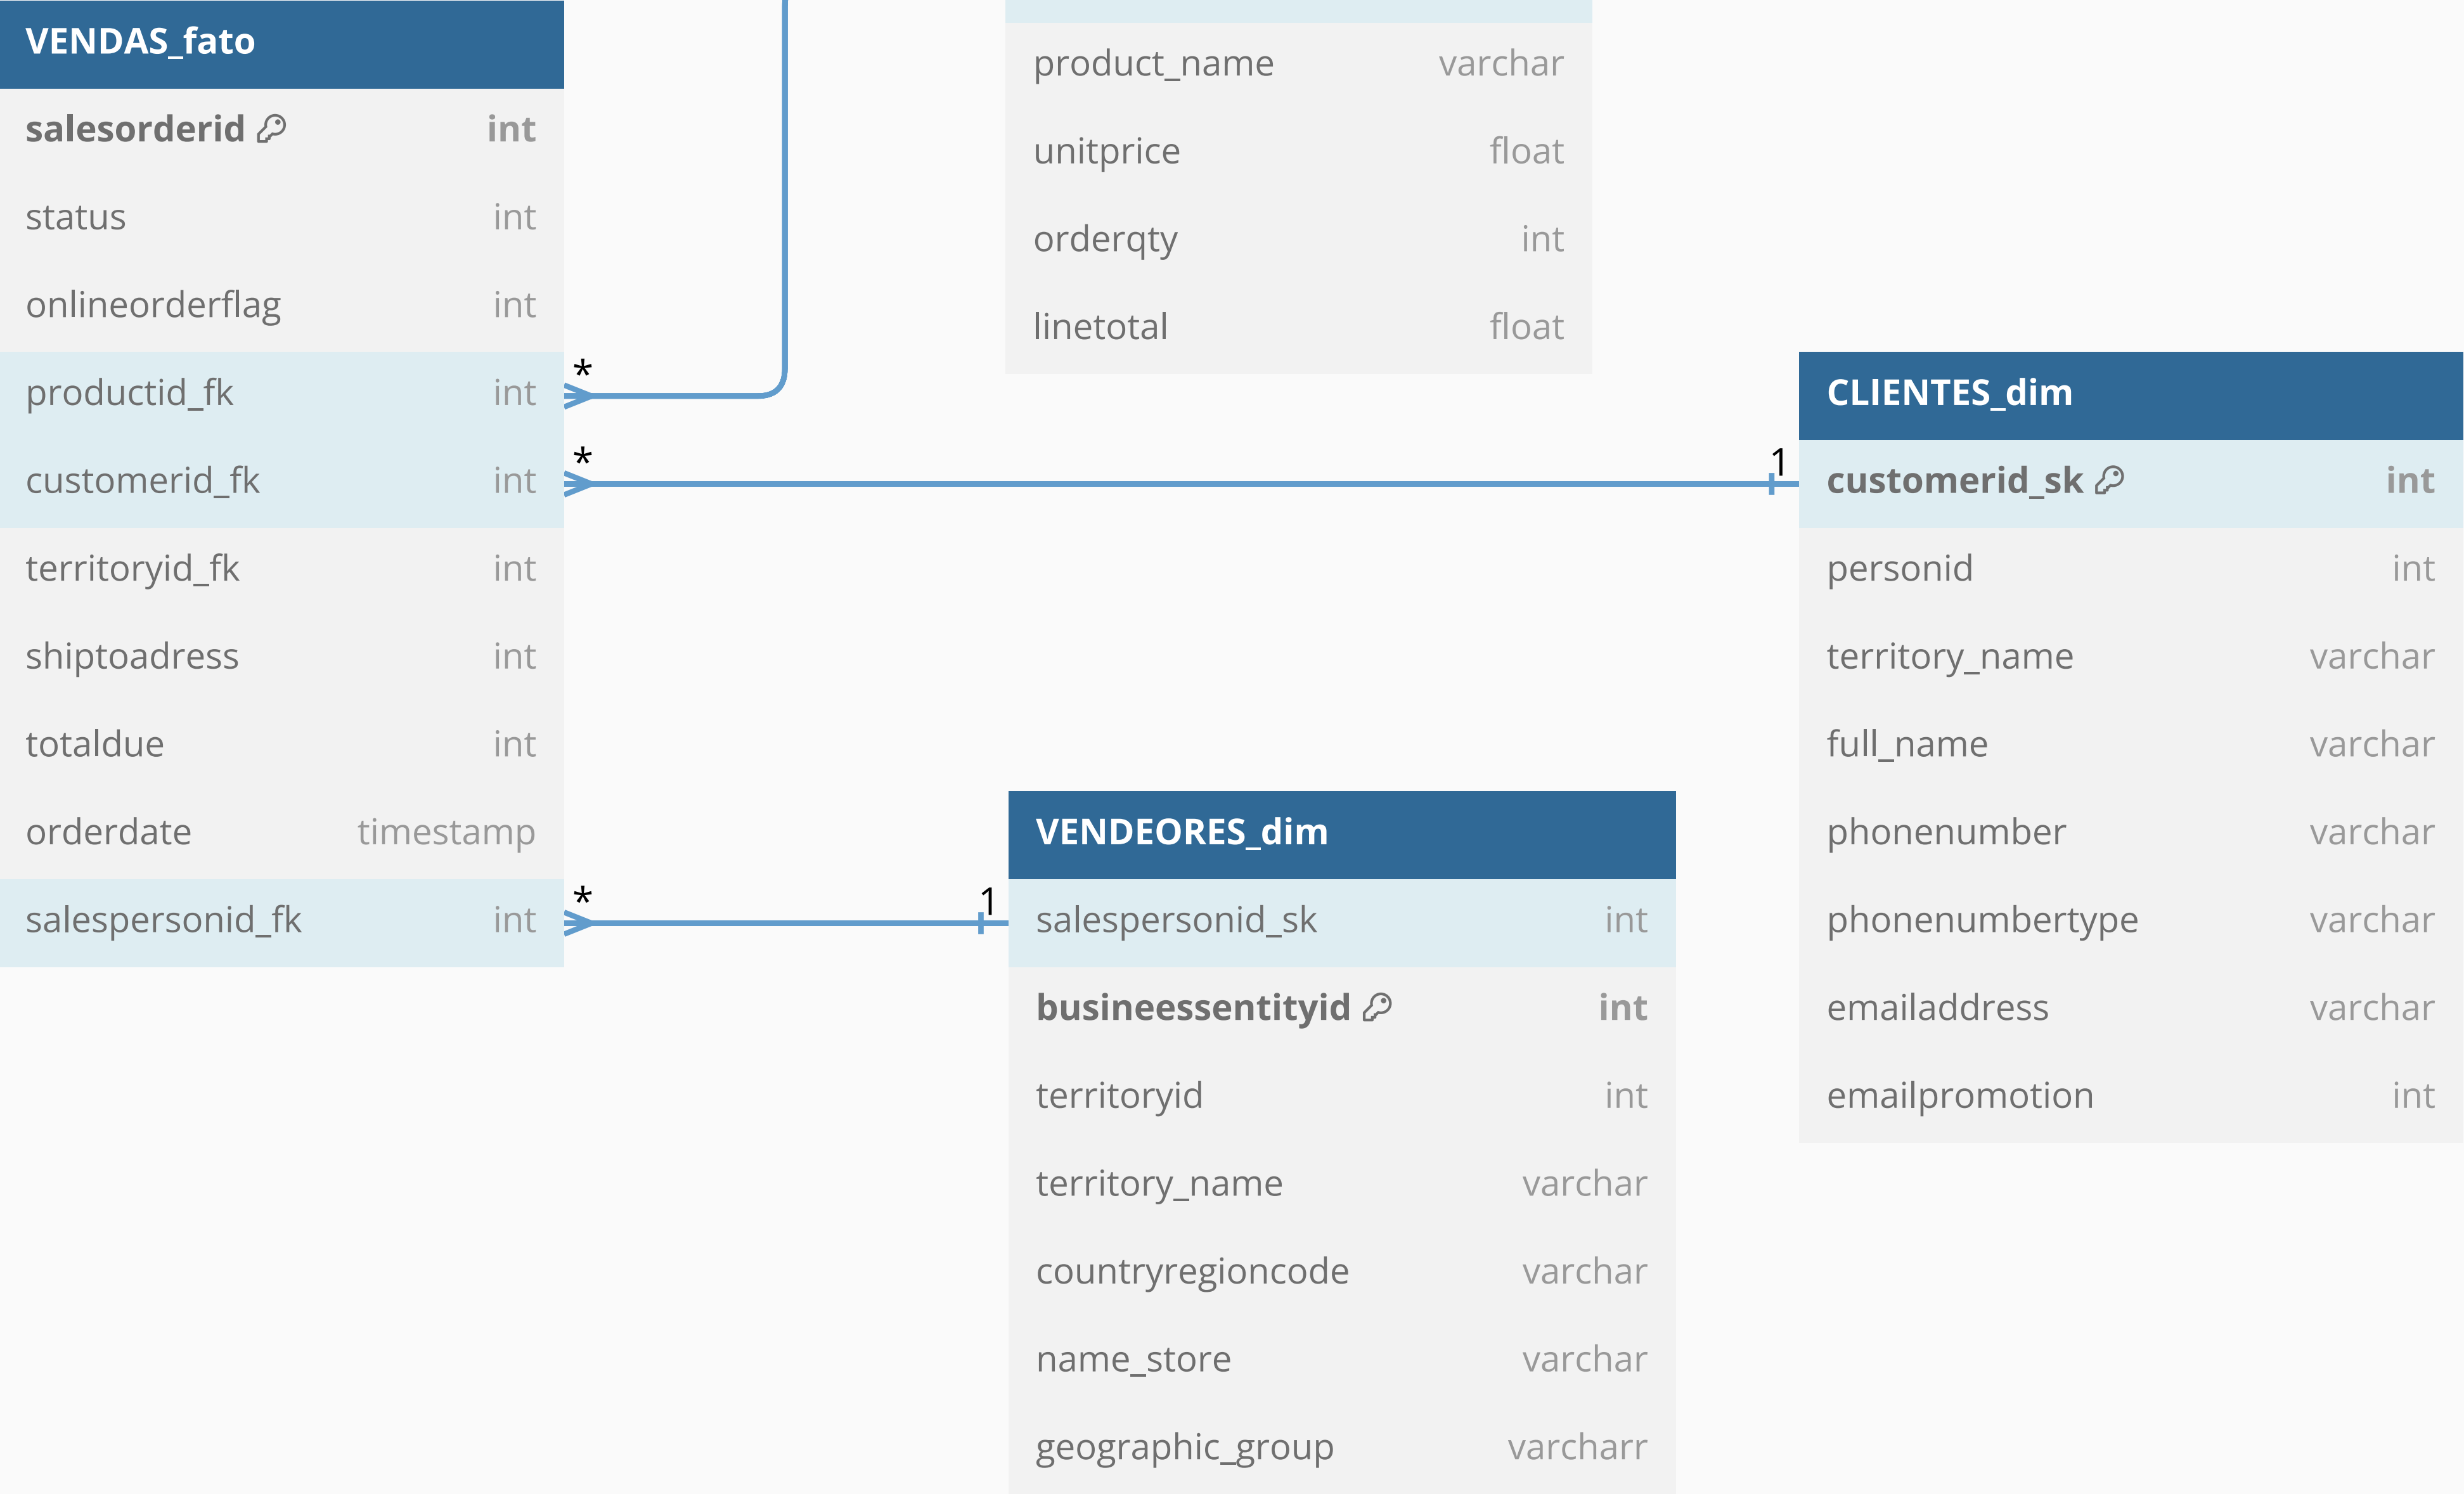 VENDAS_fato
salesorderid int
status int
onlineorderflag int
productid_fk int
customerid_fk int
territoryid_fk int
shiptoadress int
totaldue int
orderdate timestamp
salespersonid_fk int
*
*
*
product_name varchar
unitprice float
orderqty int
linetotal float
1
1
VENDEORES_dim
salespersonid_sk int
busineessentityid int
territoryid int
territory_name varchar
countryregioncode varchar
name_store varchar
geographic_group varcharr
CLIENTES_dim
customerid_sk int
personid int
territory_name varchar
full_name varchar
phonenumber varchar
phonenumbertype varchar
emailaddress varchar
emailpromotion int